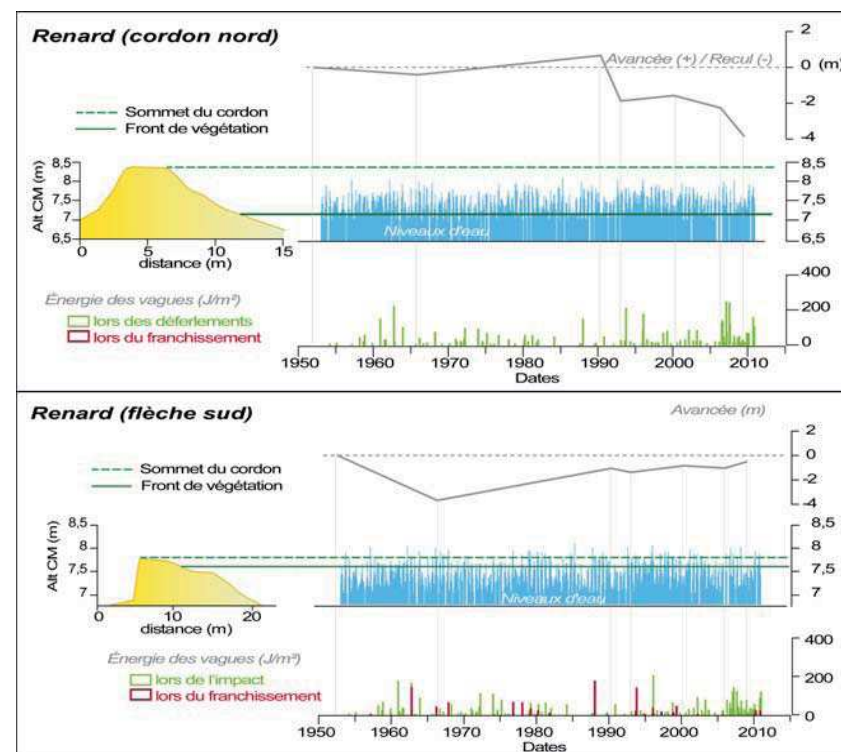 Renard (cordon nord)
Avancée (+) / Recul (-)
2
0 (m)
-2
-4
Sommet du cordon
Front de végétation
Alt CM (m)
8,5
8
7,5
7
6,5
0 5 10 15
distance (m)
Niveaux d'eau
8,5
8
7,5
7
6,5
Énergie des vagues (J/m²)
lors des déferlements
lors du franchissement
400
200
0
1950 1960 1970 1980 1990 2000 2010
Dates
Renard (flèche sud)
Avancée (m)
2
0
-2
-4
Sommet du cordon
Front de végétation
Alt CM (m)
8,5
8
7,5
7
0 10 20
distance (m)
Niveaux d'eau
8,5
8
7,5
7
Énergie des vagues (J/m²)
lors de l'impact
lors du franchissement
400
200
0
1950 1960 1970 1980 1990 2000 2010
Dates